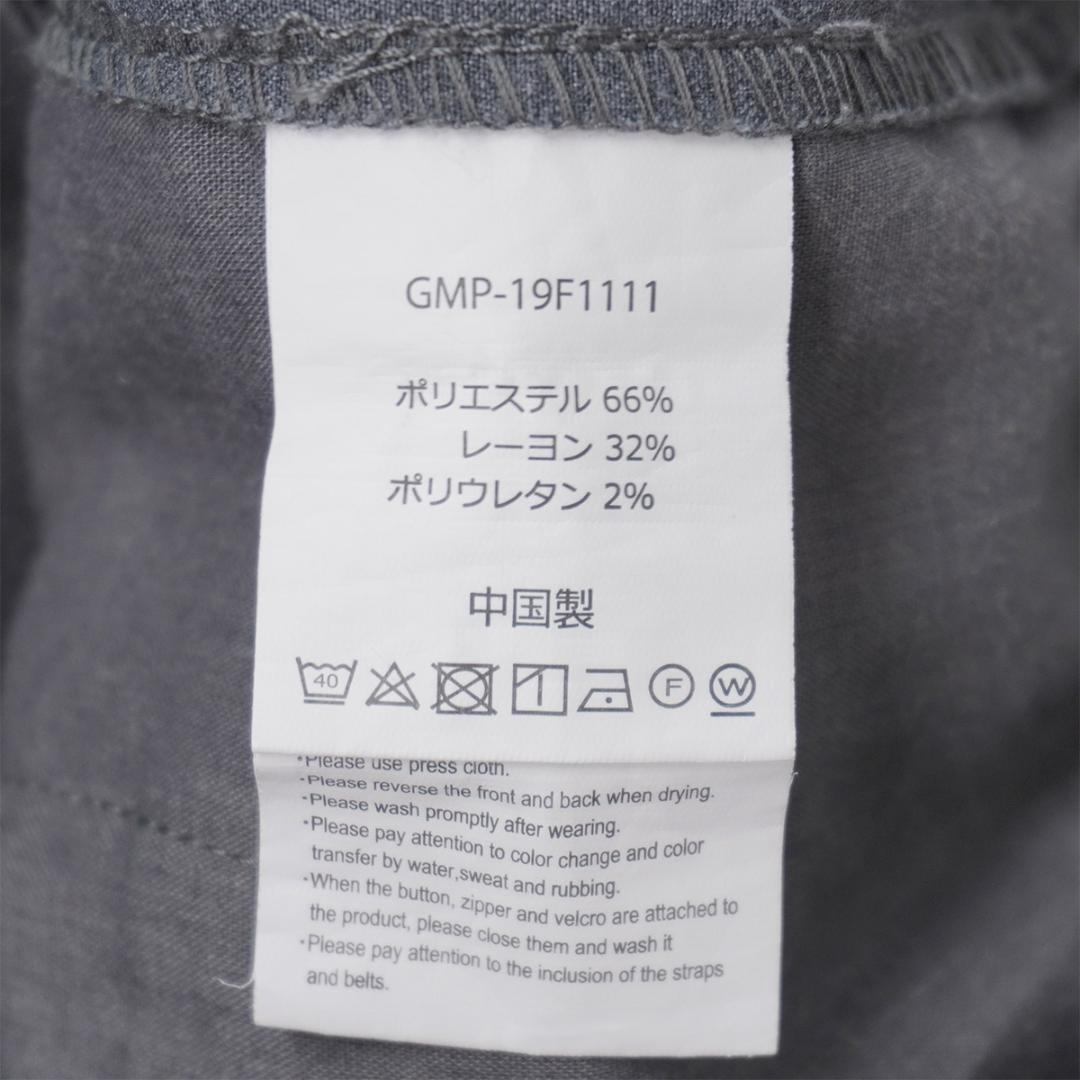 GMP-19F1111
ポリエステル 66%
レーヨン 32%
ポリウレタン 2%
中国製
40 F W
・Please use press cloth.
・Please reverse the front and back when drying.
・Please wash promptly after wearing.
・Please pay attention to color change and color
transfer by water,sweat and rubbing.
・When the button, zipper and velcro are attached to
the product, please close them and wash it
・Please pay attention to the inclusion of the straps
and belts.